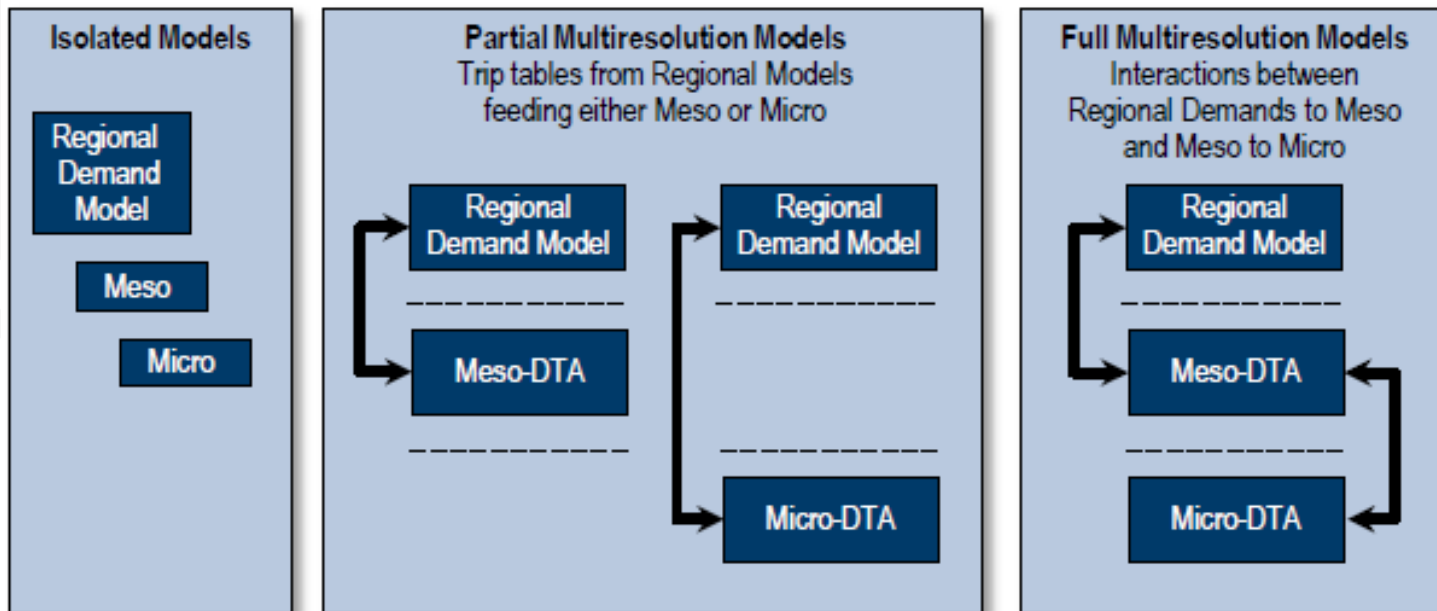 Isolated Models
Regional
Demand
Model
Meso
Micro
Partial Multiresolution Models
Trip tables from Regional Models
feeding either Meso or Micro
Regional
Demand Model
Meso-DTA
Regional
Demand Model
Micro-DTA
Full Multiresolution Models
Interactions between
Regional Demands to Meso
and Meso to Micro
Regional
Demand Model
Meso-DTA
Micro-DTA